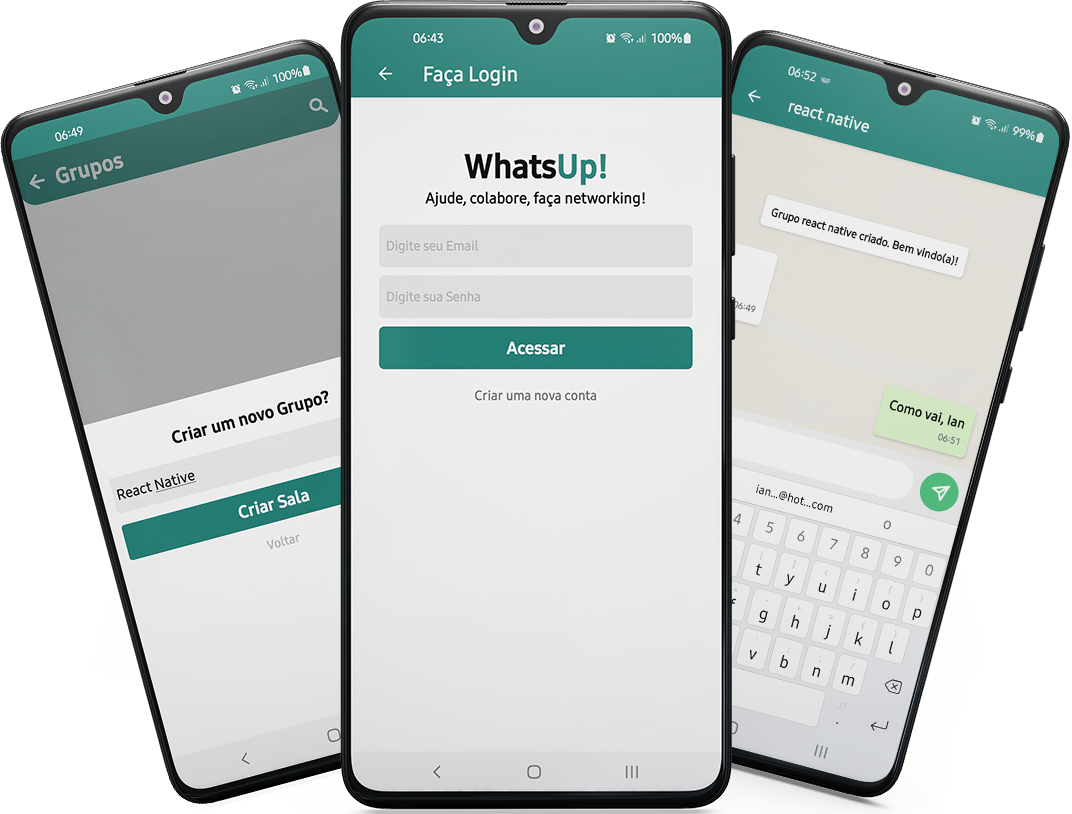 06:49
100%
Grupos
Criar um novo Grupo?
React Native
Criar Sala
Voltar
06:43
100%
Faça Login
WhatsUp!
Ajude, colabore, faça networking!
Digite seu Email
Digite sua Senha
Acessar
Criar uma nova conta
06:52
99%
react native
Grupo react native criado. Bem vindo(a)!
06:49
Como vai, Ian
06:51
ian...@hot...com
o
4 5 6 7 8 9 0
t y u i o p
f g h j k l
v b n m
.